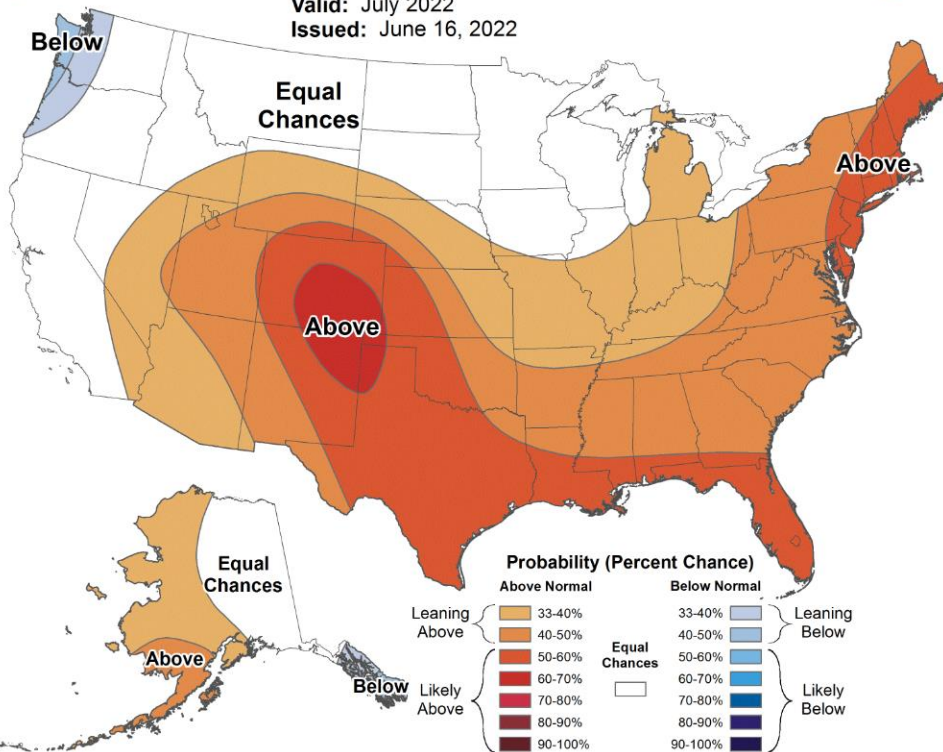 Valid: July 2022
Issued: June 16, 2022
Below
Equal
Chances
Above
Above
Equal
Chances
Above
Below
Probability (Percent Chance)
Above Normal
Below Normal
Leaning
Above
33-40%
40-50%
Likely
Above
50-60%
60-70%
70-80%
80-90%
90-100%
Equal
Chances
33-40%
40-50%
Leaning
Below
50-60%
60-70%
70-80%
80-90%
90-100%
Likely
Below